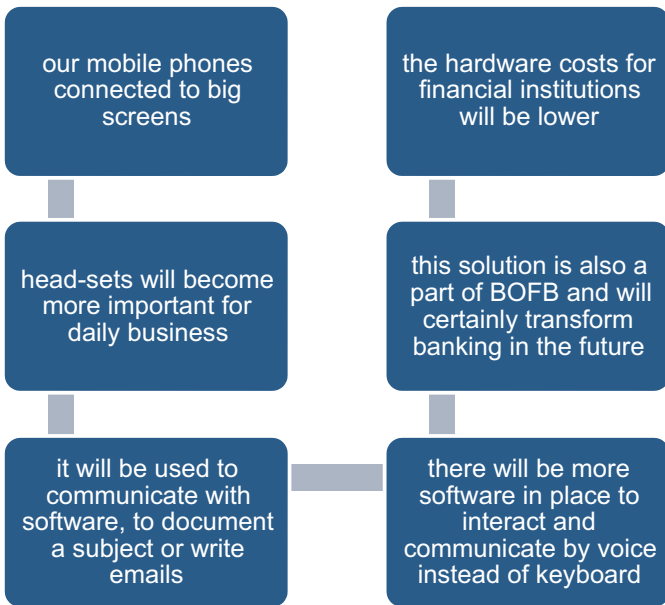 our mobile phones
connected to big
screens
head-sets will become
more important for
daily business
it will be used to
communicate with
software, to document
a subject or write
emails
there will be more
software in place to
interact and
communicate by voice
instead of keyboard
this solution is also a
part of BOFB and will
certainly transform
banking in the future
the hardware costs for
financial institutions
will be lower